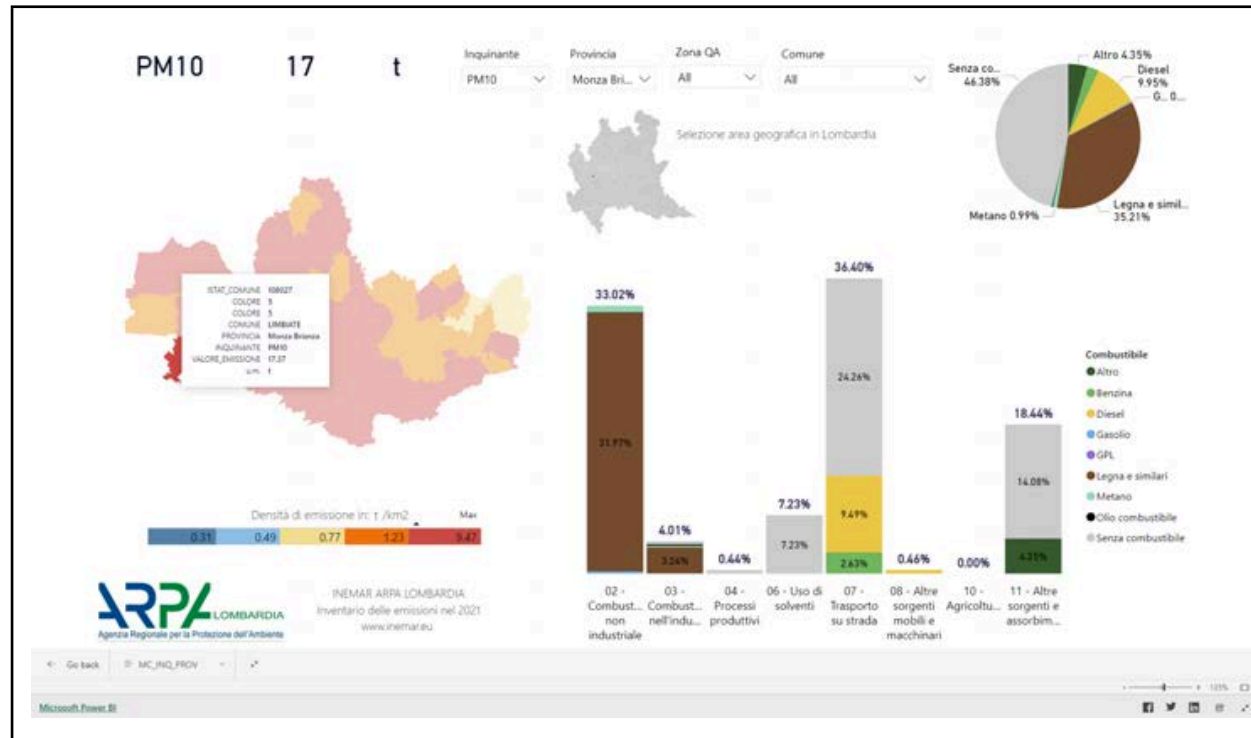 PM10 17 t
Inquinante Provincia Zona QA Comune
PM10 Monza Bri... All All
Selezione area geografica in Lombardia
Altro 4.35%
Diesel
9.95%
G... 0...
Legna e simil...
35.21%
Metano 0.99%
Senza co...
46.38%
ISTAT_COMUNE 108027
COLORE 5
COLORE 5
COMUNE LIMBIATE
PROVINCIA Monza Brianza
INQUINANTE PM10
VALORE_EMISSIONE 17.37
u.m. t
Densità di emissione in: t /km2 Max
0.31 0.49 0.77 1.23 9.47
ARPA LOMBARDIA
Agenzia Regionale per la Protezione dell'Ambiente
INEMAR ARPA LOMBARDIA
Inventario delle emissioni nel 2021
www.inemar.eu
33.02%
31.97%
4.01%
3.26%
0.44%
7.23%
7.23%
36.40%
24.26%
9.49%
2.63%
0.46%
0.00%
18.44%
14.08%
4.35%
02 -
Combust...
non
industriale
03 -
Combust...
nell'indu...
04 -
Processi
produttivi
06 - Uso di
solventi
07 -
Trasporto
su strada
08 - Altre
sorgenti
mobili e
macchinari
10 -
Agricoltu...
11 - Altre
sorgenti e
assorbim...
Combustibile
Altro
Benzina
Diesel
Gasolio
GPL
Legna e similari
Metano
Olio combustibile
Senza combustibile
Go back MC_INQ_PROV
Microsoft Power BI